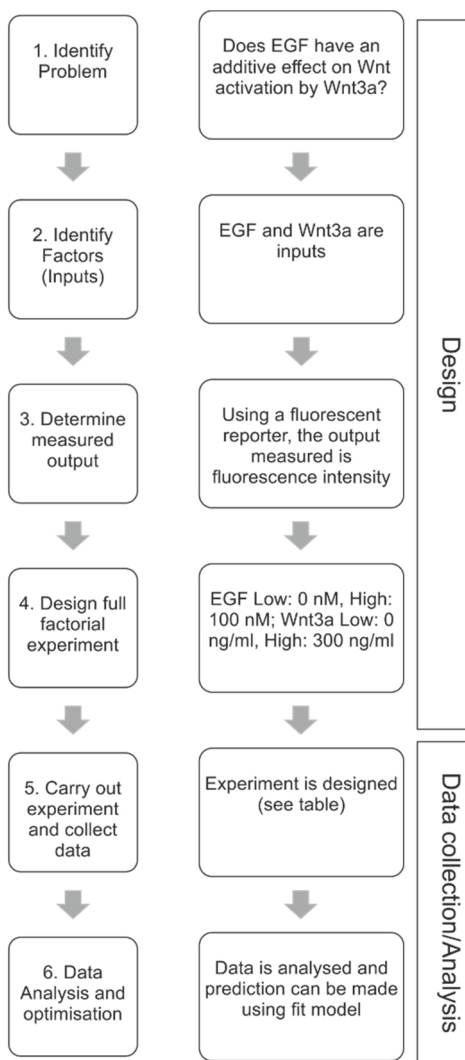 1. Identify
Problem
Does EGF have an
additive effect on Wnt
activation by Wnt3a?
2. Identify
Factors
(Inputs)
EGF and Wnt3a are
inputs
3. Determine
measured
output
Using a fluorescent
reporter, the output
measured is
fluorescence intensity
4. Design full
factorial
experiment
EGF Low: 0 nM, High:
100 nM; Wnt3a Low: 0
ng/ml, High: 300 ng/ml
Design
5. Carry out
experiment
and collect
data
Experiment is designed
(see table)
6. Data
Analysis and
optimisation
Data is analysed and
prediction can be made
using fit model
Data collection/Analysis